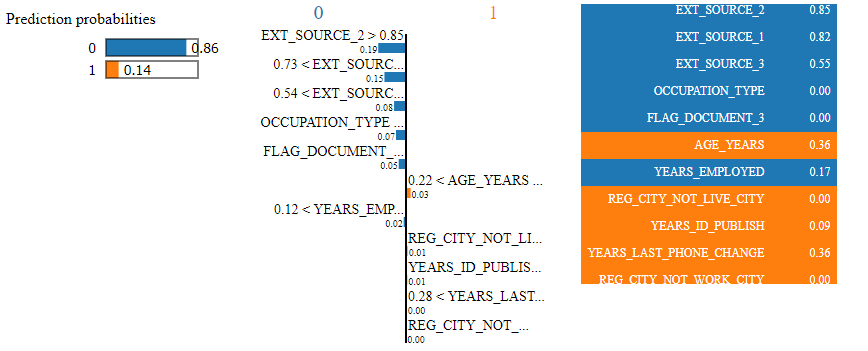 Prediction probabilities
0 0.86
1 0.14
0 1
EXT_SOURCE_2 > 0.85
0.19
0.73 < EXT_SOURC...
0.15
0.54 < EXT_SOURC...
0.08
OCCUPATION_TYPE ...
0.07
FLAG_DOCUMENT_...
0.05
0.22 < AGE_YEARS ...
0.03
0.12 < YEARS_EMP...
0.02
REG_CITY_NOT_LI...
0.01
YEARS_ID_PUBLIS...
0.01
0.28 < YEARS_LAST...
0.00
REG_CITY_NOT_...
0.00
EXT_SOURCE_2 0.85
EXT_SOURCE_1 0.82
EXT_SOURCE_3 0.55
OCCUPATION_TYPE 0.00
FLAG_DOCUMENT_3 0.00
AGE_YEARS 0.36
YEARS_EMPLOYED 0.17
REG_CITY_NOT_LIVE_CITY 0.00
YEARS_ID_PUBLISH 0.09
YEARS_LAST_PHONE_CHANGE 0.36
REG_CITY_NOT_WORK_CITY 0.00